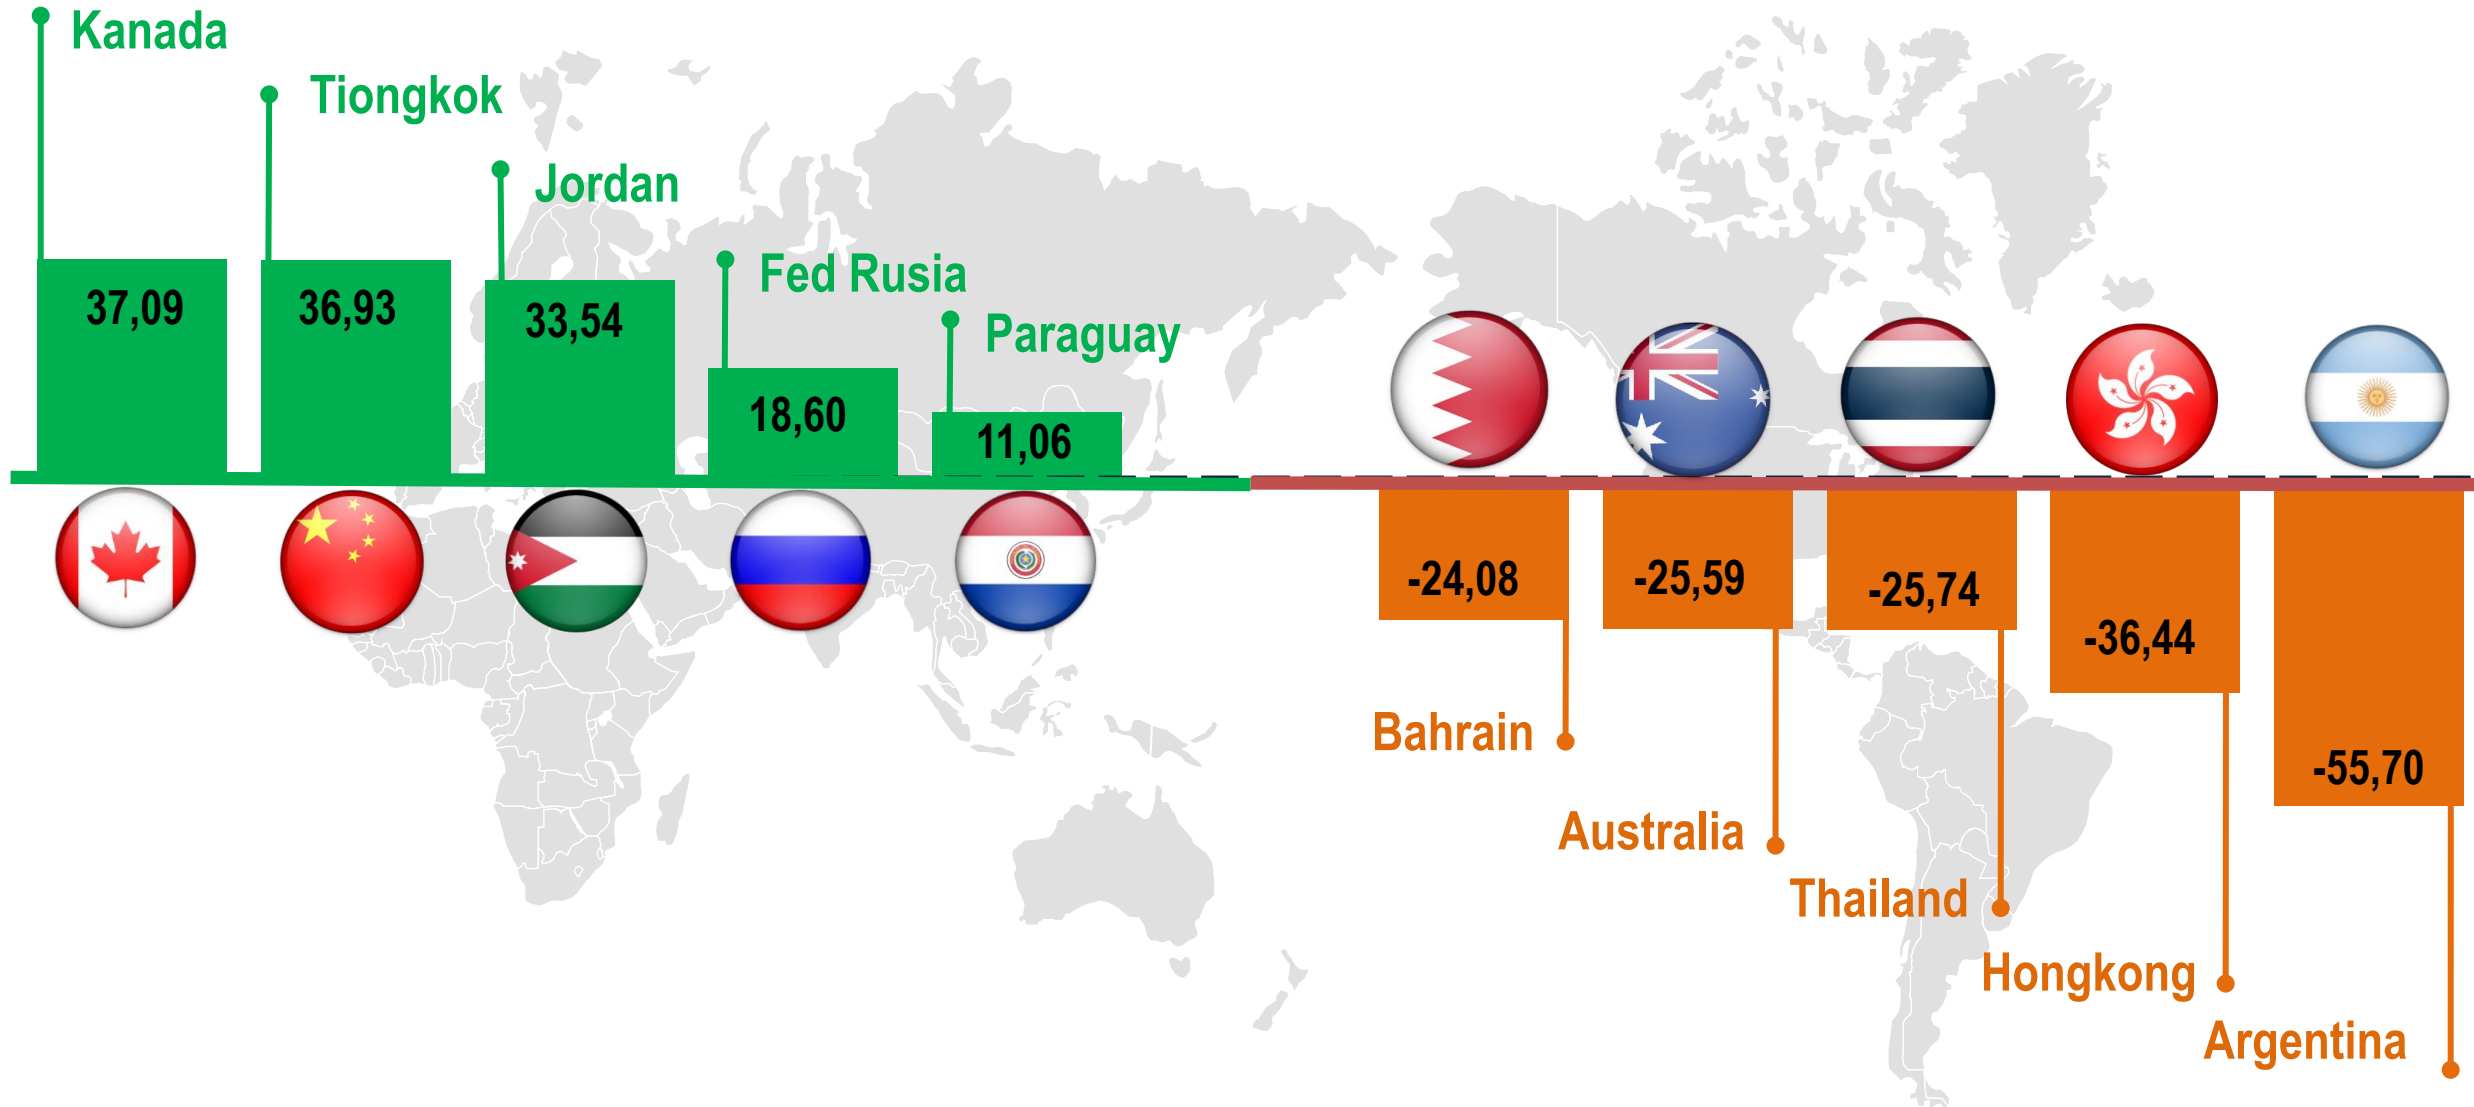 Kanada
Tiongkok
Jordan
Fed Rusia
Paraguay
37,09
36,93
33,54
18,60
11,06
-24,08
-25,59
-25,74
-36,44
-55,70
Bahrain
Australia
Thailand
Hongkong
Argentina